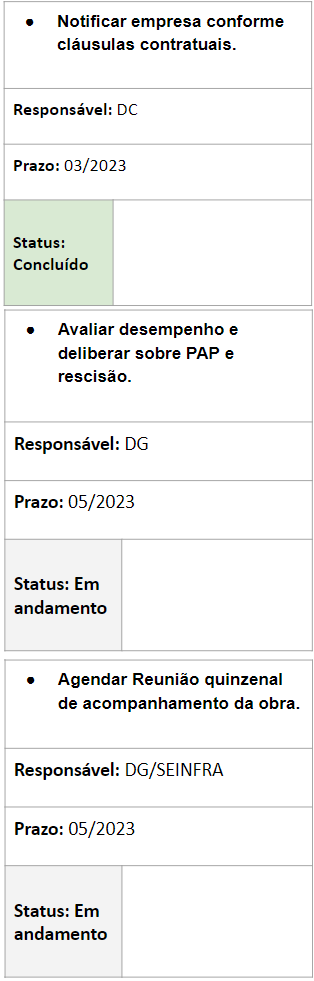 ● Notificar empresa conforme
cláusulas contratuais.
Responsável: DC
Prazo: 03/2023
Status:
Concluído
● Avaliar desempenho e
deliberar sobre PAP e
rescisão.
Responsável: DG
Prazo: 05/2023
Status: Em
andamento
● Agendar Reunião quinzenal
de acompanhamento da obra.
Responsável: DG/SEINFRA
Prazo: 05/2023
Status: Em
andamento